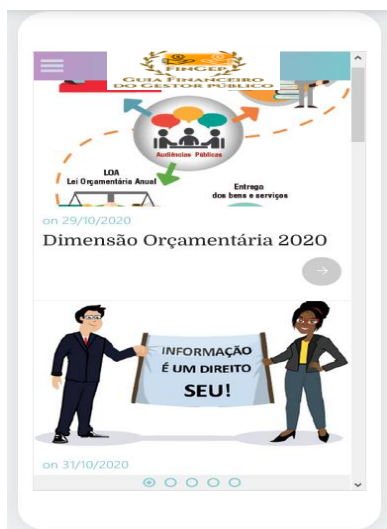 FINGEP
GUIA FINANCEIRO
DO GESTOR PÚBLICO
Audiências Públicas
LOA
Lei Orçamentária Anual
Entrega
dos bens e serviços
on 29/10/2020
Dimensão Orçamentária 2020
INFORMAÇÃO
É UM DIREITO
SEU!
on 31/10/2020